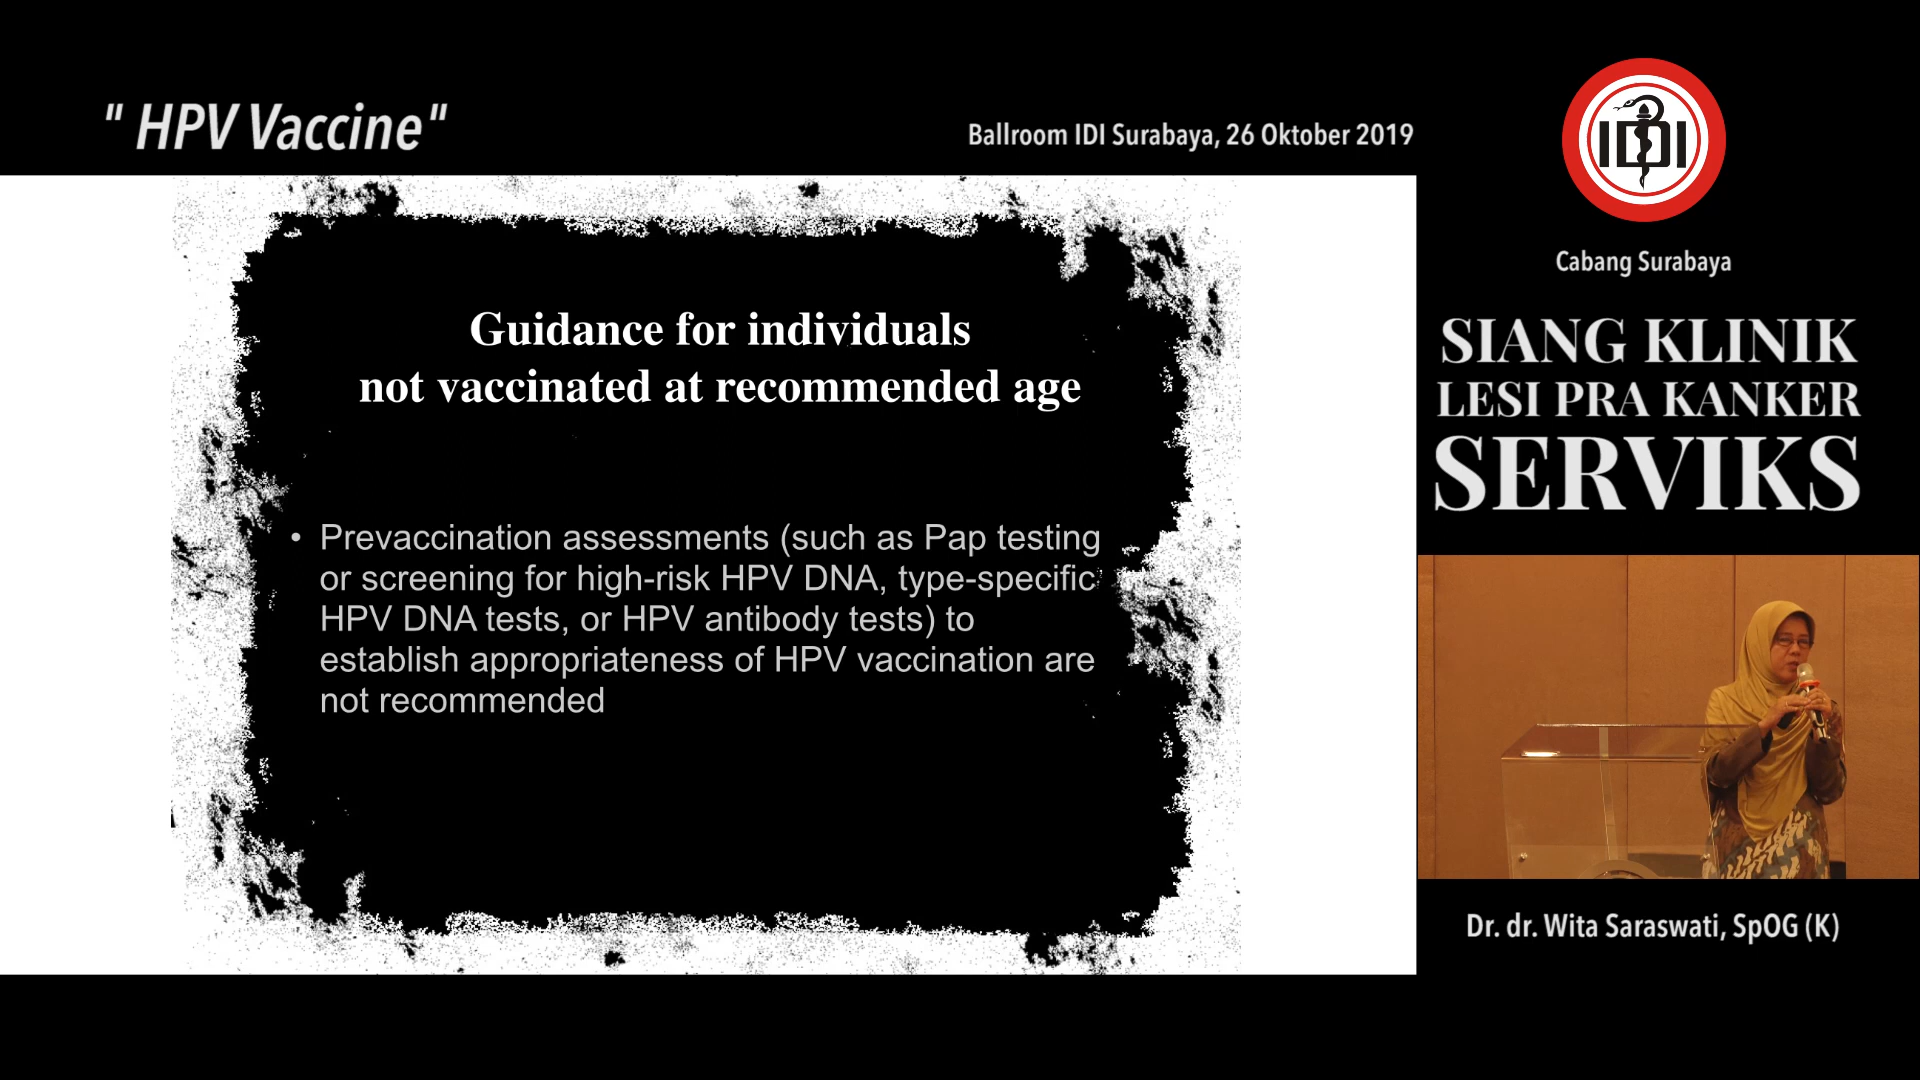 " HPV Vaccine"
Ballroom IDI Surabaya, 26 Oktober 2019
IDI
Cabang Surabaya
SIANG KLINIK
LESI PRA KANKER
SERVIKS
Guidance for individuals
not vaccinated at recommended age
• Prevaccination assessments (such as Pap testing
or screening for high-risk HPV DNA, type-specific
HPV DNA tests, or HPV antibody tests) to
establish appropriateness of HPV vaccination are
not recommended
Dr. dr. Wita Saraswati, SpOG (K)